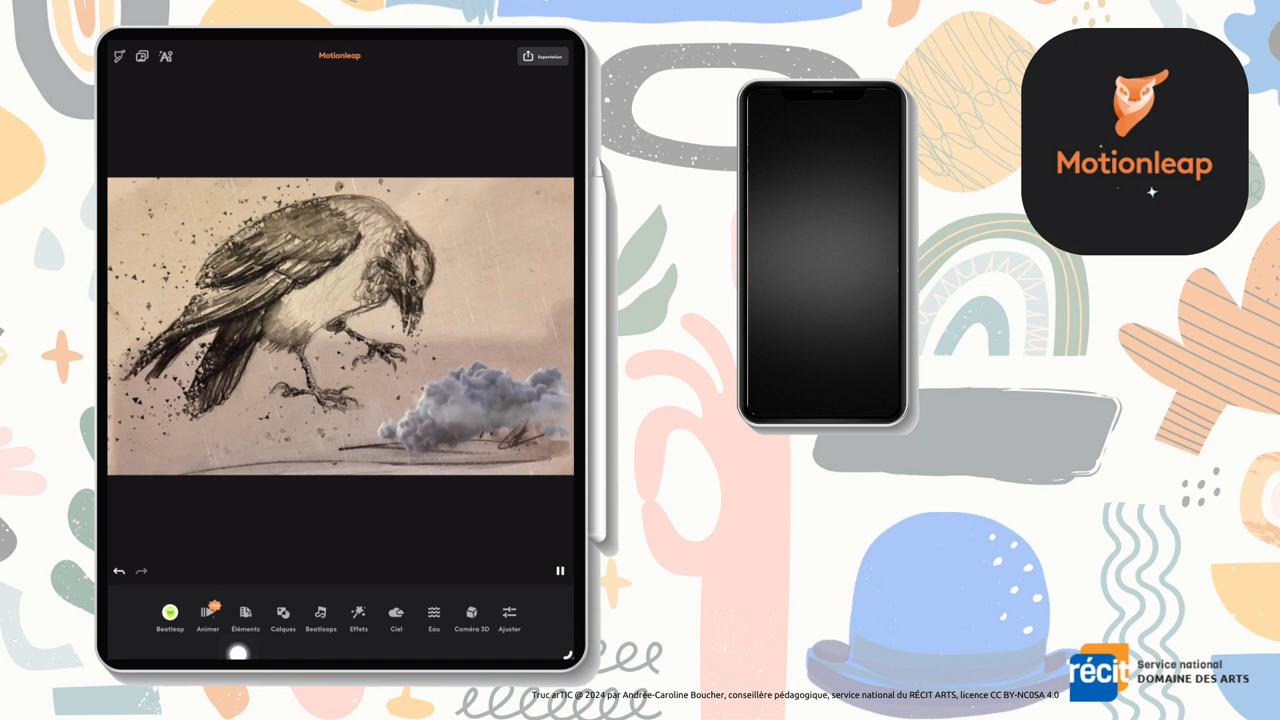 Motionleap
Exportation
Motionleap
Beatleap
Animer
Éléments
Calques
Beatloops
Effets
Ciel
Eau
Caméra 3D
Ajuster
récit
Service national
DOMAINE DES ARTS
Truc arTIC @ 2024 par Andrée-Caroline Boucher, conseillère pédagogique, service national du RÉCIT ARTS, licence CC BY-NC0SA 4.0